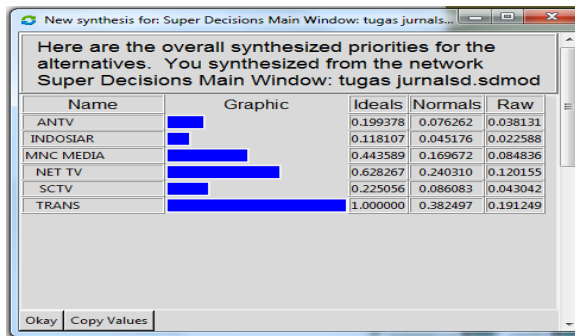 New synthesis for: Super Decisions Main Window: tugas jurnals...
Here are the overall synthesized priorities for the
alternatives. You synthesized from the network
Super Decisions Main Window: tugas jurnalsd.sdmod
Name Graphic Ideals Normals Raw
ANTV 0.199378 0.076262 0.038131
INDOSIAR 0.118107 0.045176 0.022588
MNC MEDIA 0.443589 0.169672 0.084836
NET TV 0.628267 0.240310 0.120155
SCTV 0.225056 0.086083 0.043042
TRANS 1.000000 0.382497 0.191249
Okay Copy Values